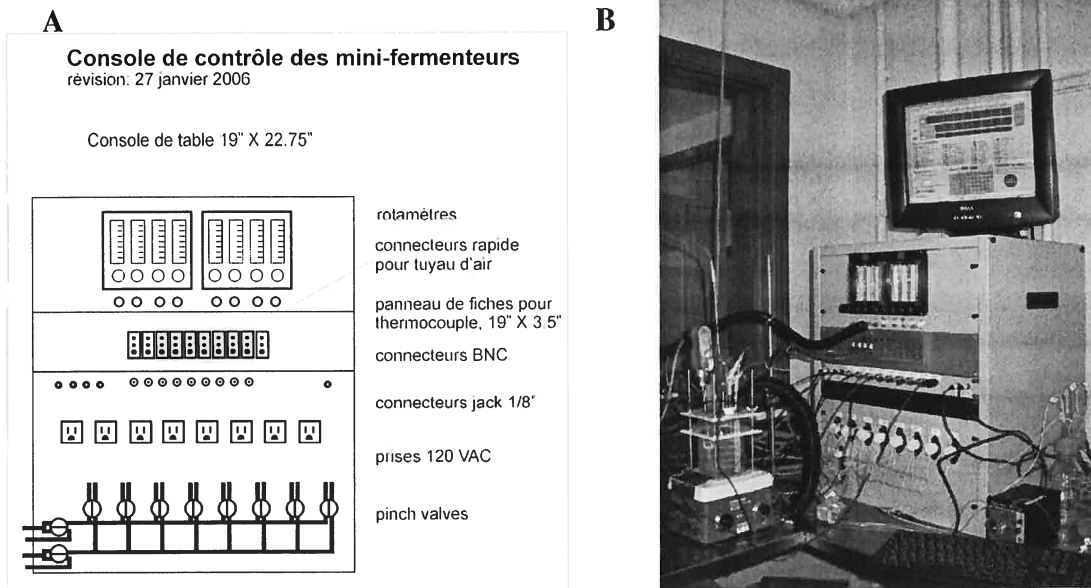 A
B
Console de contrôle des mini-fermenteurs
révision: 27 janvier 2006
Console de table 19" X 22.75"
rotamètres
connecteurs rapide
pour tuyau d'air
panneau de fiches pour
thermocouple, 19" X 3.5"
connecteurs BNC
connecteurs jack 1/8"
prises 120 VAC
pinch valves